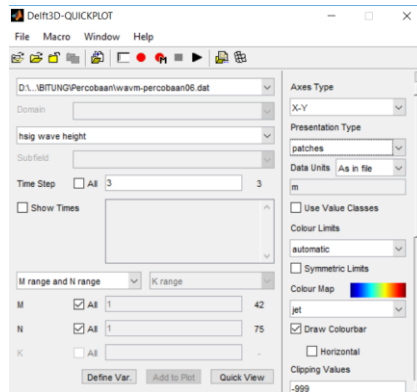 Delft3D-QUICKPLOT
File Macro Window Help
D:\...\BITUNG\Percobaan\wavm-percobaan06.dat
Domain
hsig wave height
Subfield
Time Step All 3 3
Show Times
M range and N range K range
M All 1 42
N All 1 75
K All -
Define Var. Add to Plot Quick View
Axes Type
X-Y
Presentation Type
patches
Data Units As in file
m
Use Value Classes
Colour Limits
automatic
Symmetric Limits
Colour Map
jet
Draw Colourbar
Horizontal
Clipping Values
-999